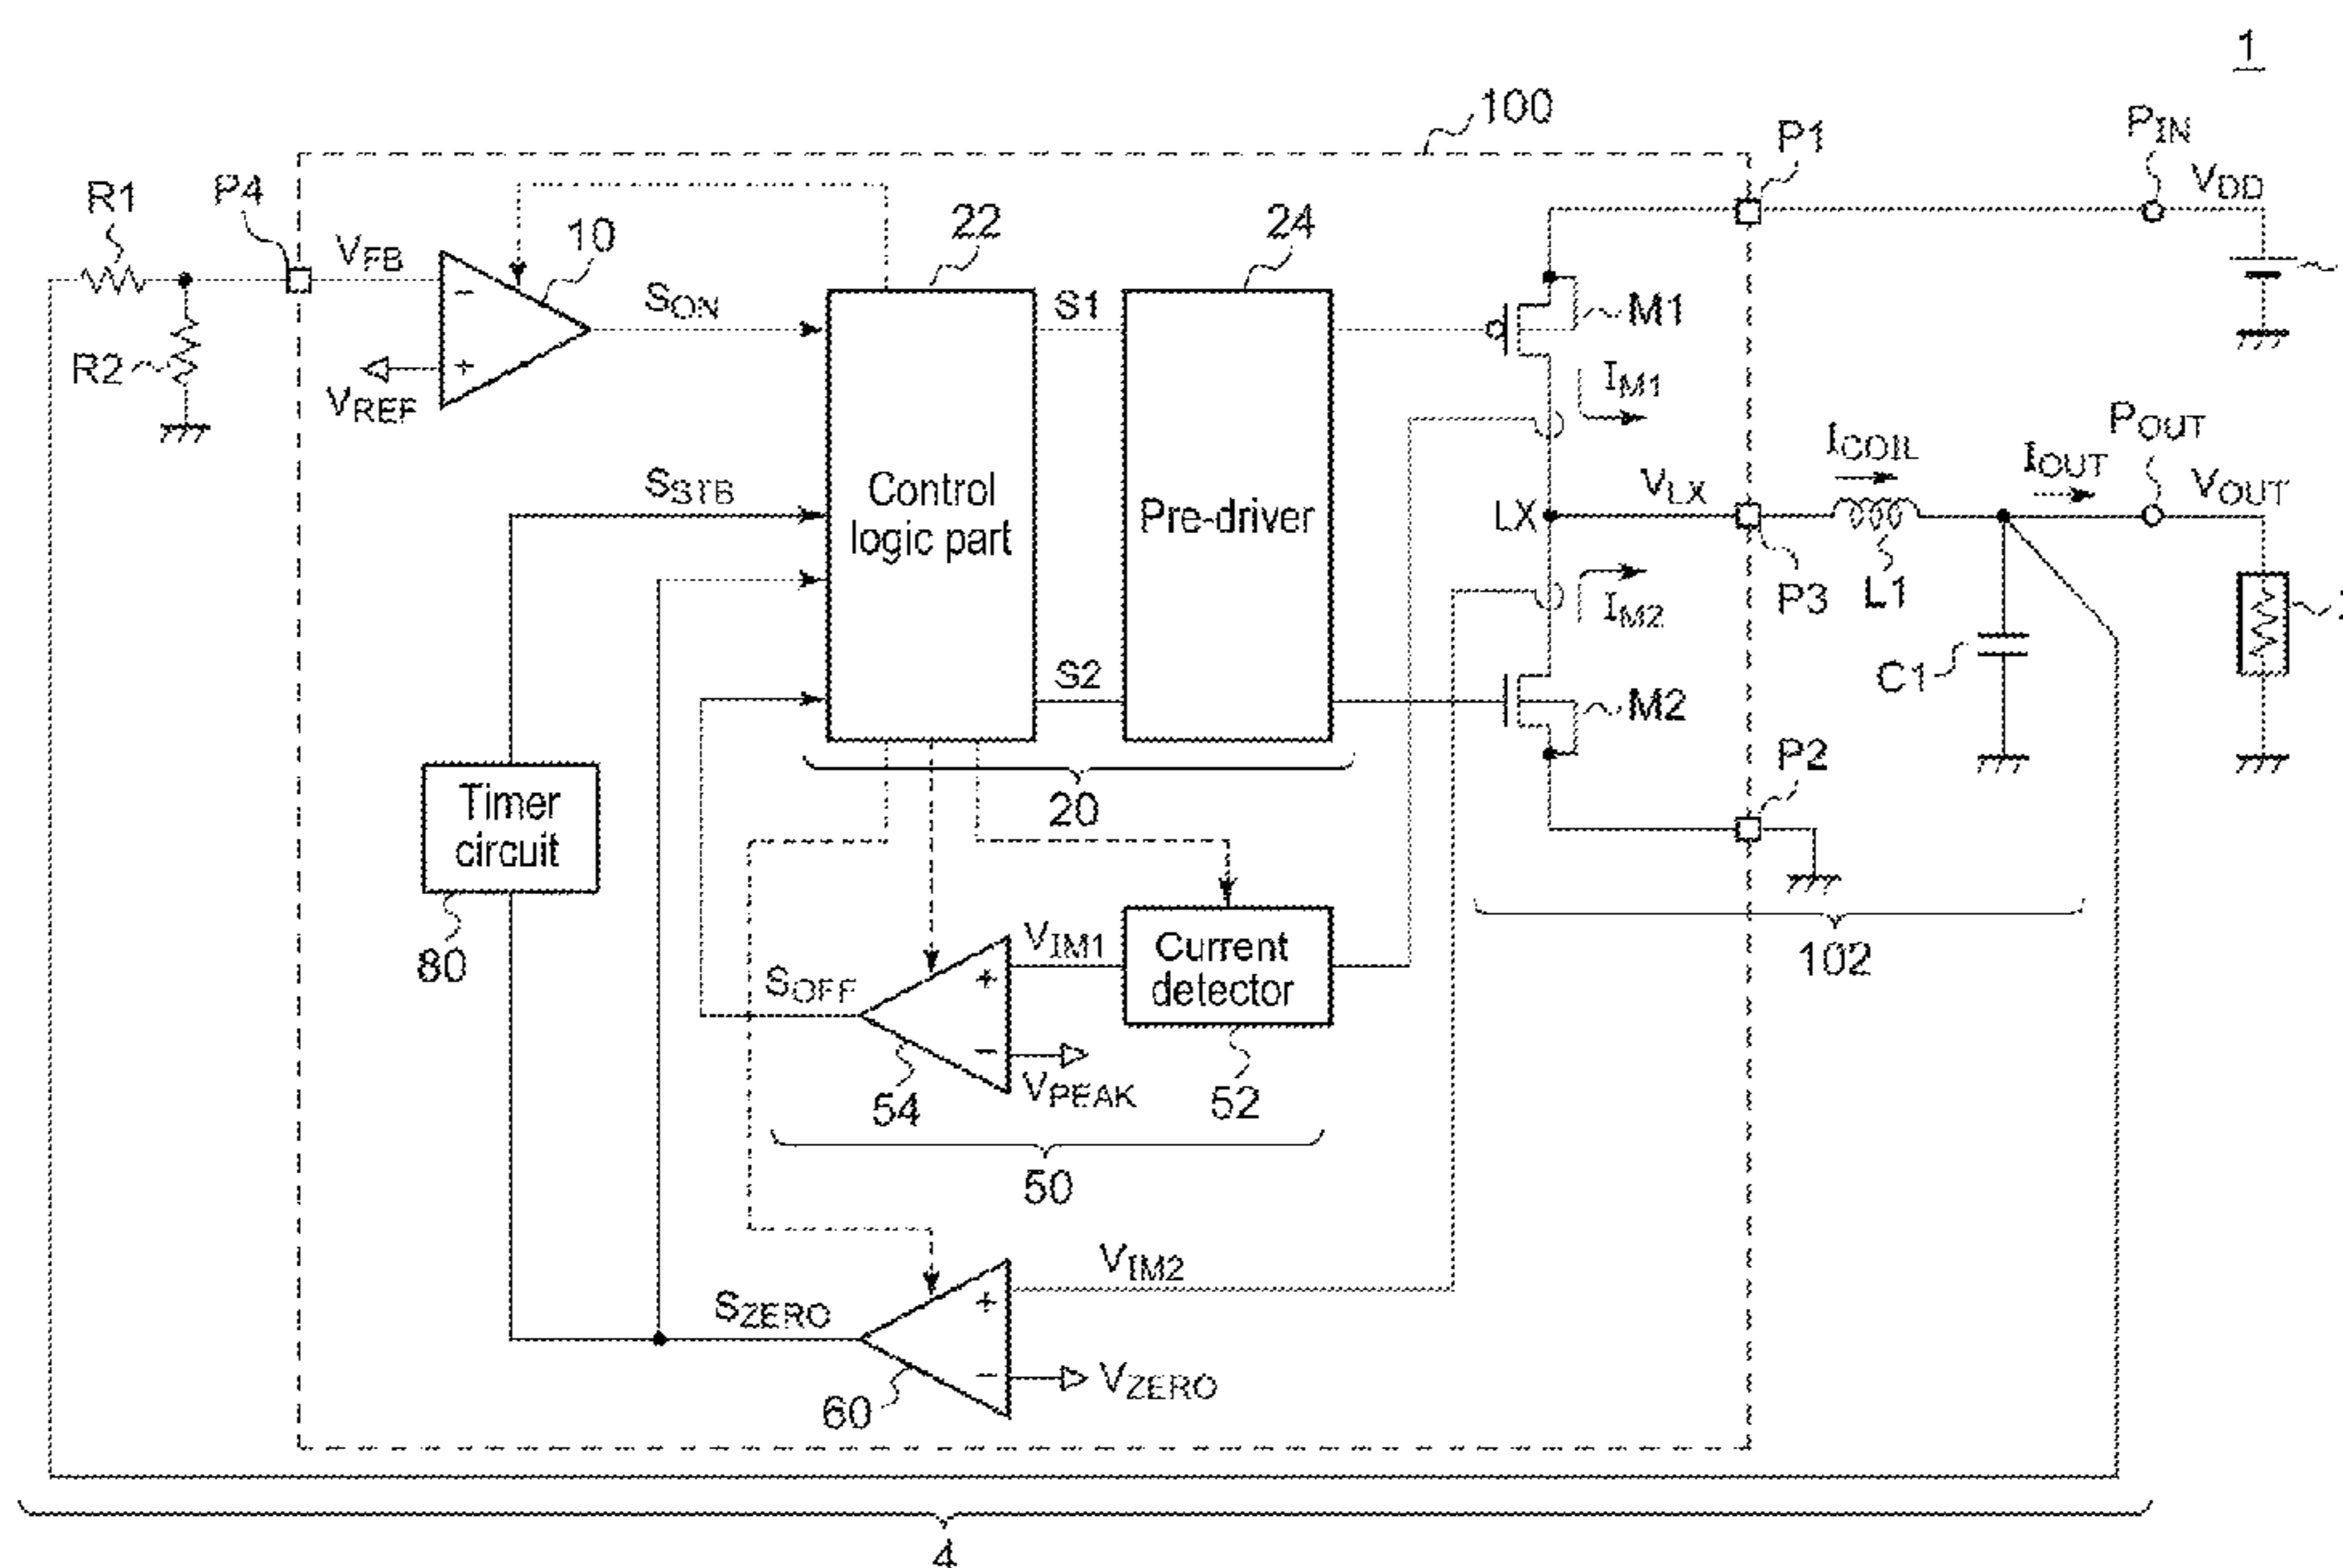 1
100
P1
PIN
VDD
R1
P4
VFB
10
22
24
SON
S1
M1
R2
VREF
IM1
POUT
ICOIL
IOUT
SSTB
Control
logic part
Pre-driver
LX
VLX
VOUT
IM2
P3
L1
S2
M2
C1
P2
20
Timer
circuit
80
VIM1
Current
detector
102
SOFF
54
VPEAK
52
50
VIM2
SZERO
VZERO
60
4
+
-
+
-
+
-
+
-